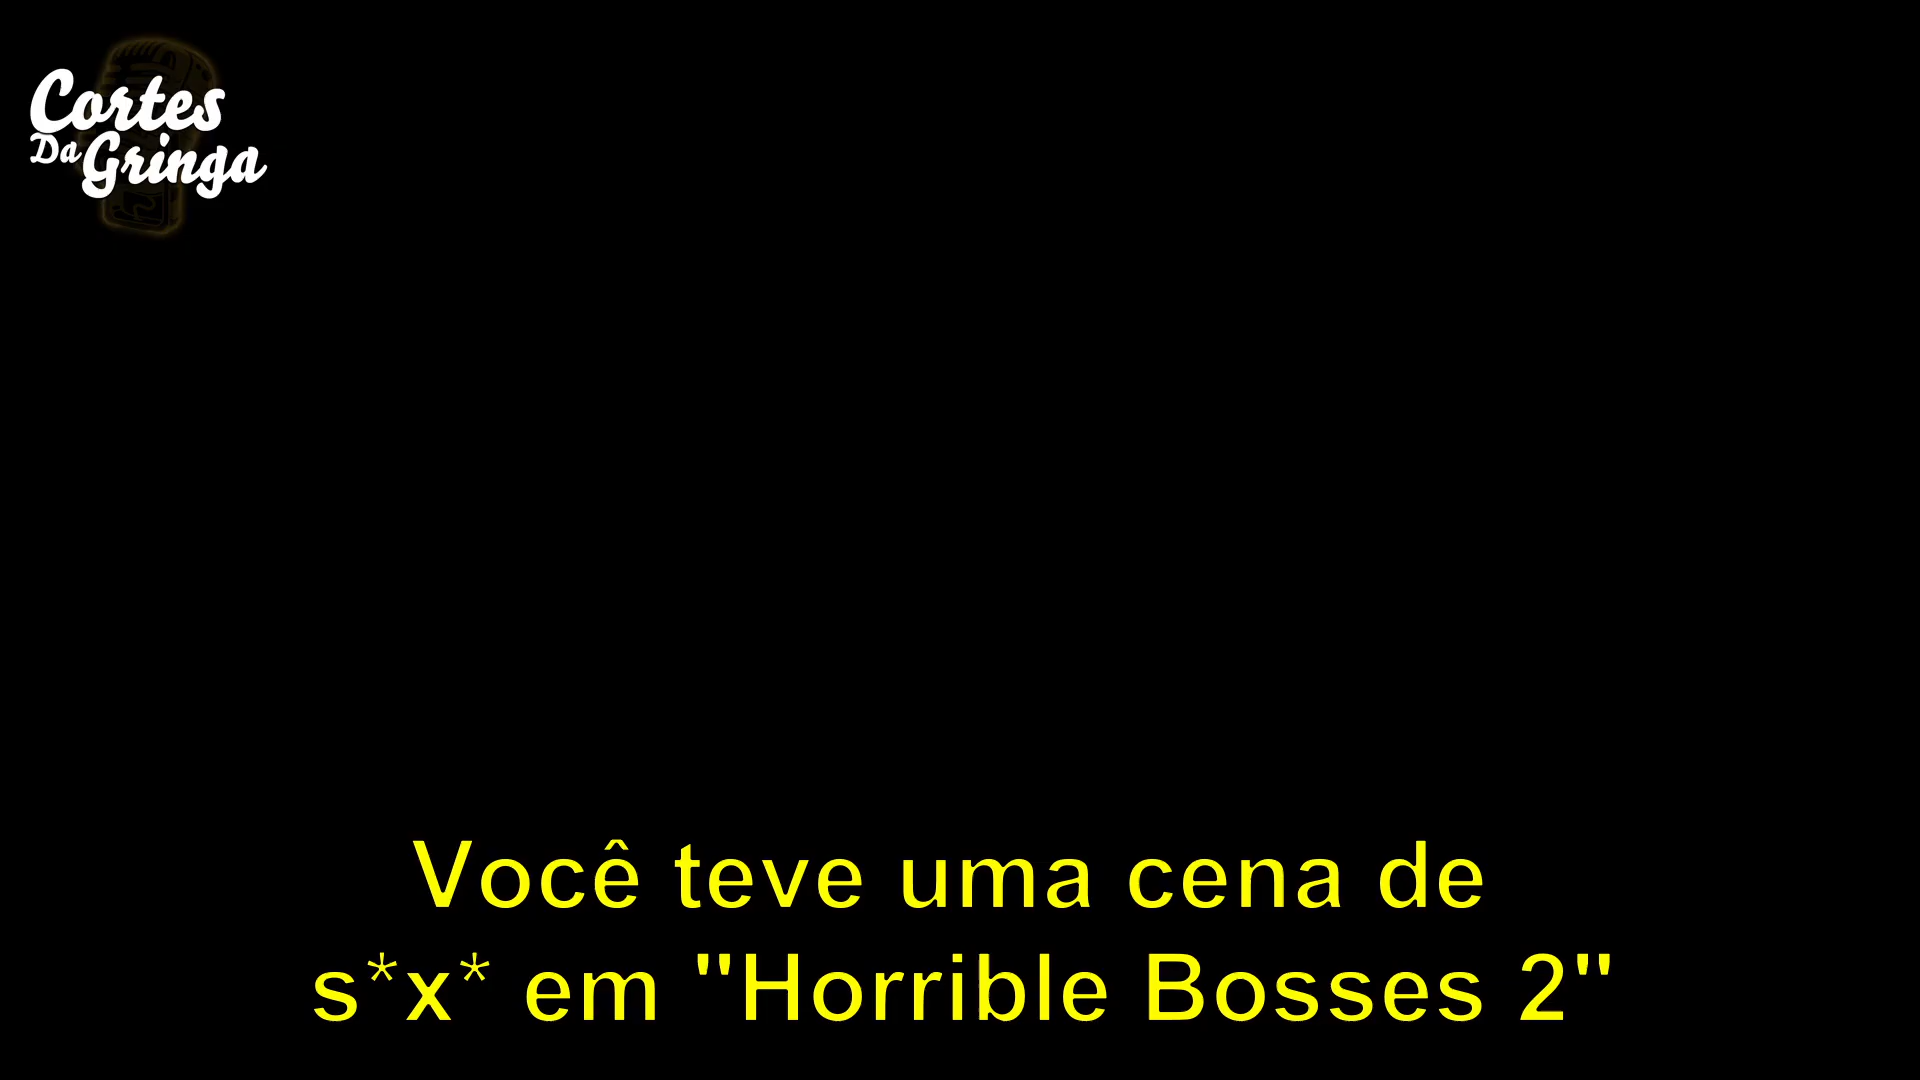 Cortes
Da Gringa
Você teve uma cena de
s*x* em "Horrible Bosses 2"